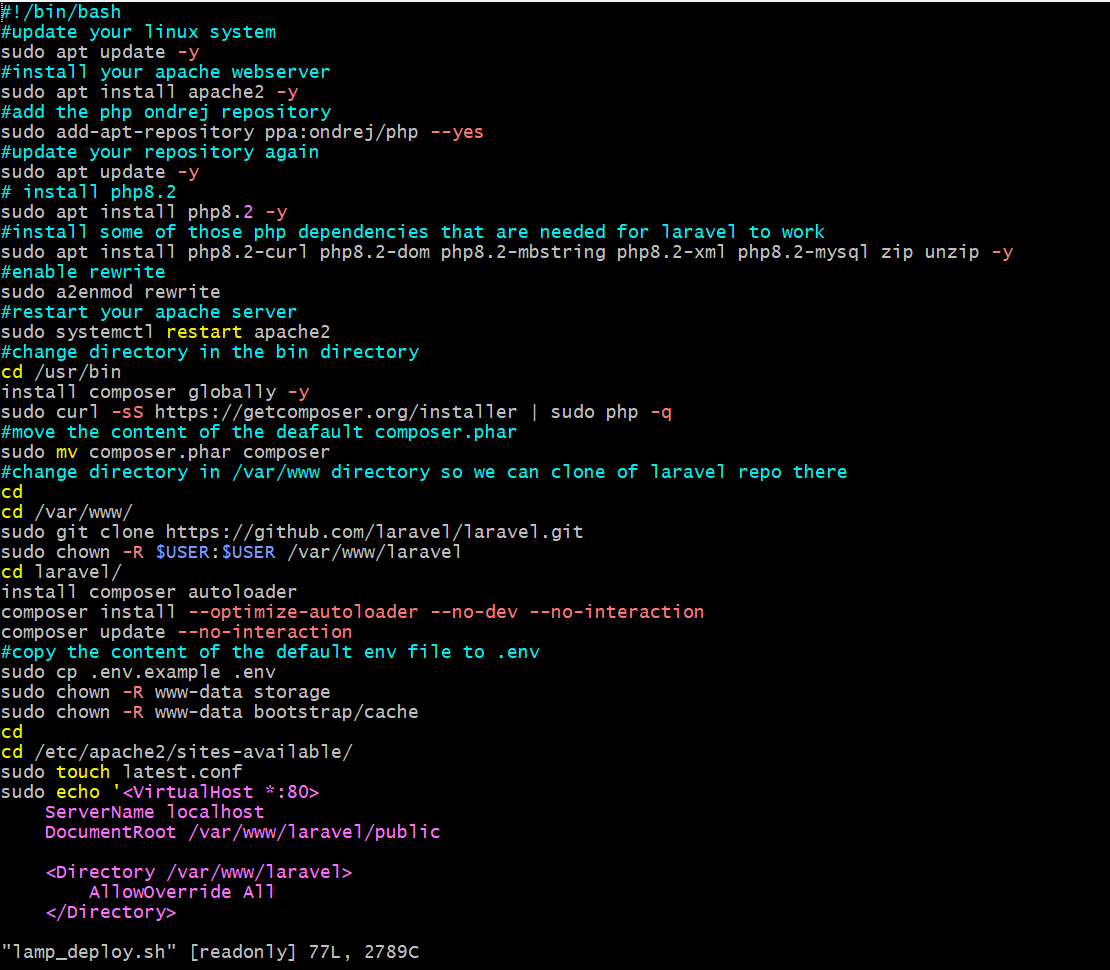 #!/bin/bash
#update your linux system
sudo apt update -y
#install your apache webserver
sudo apt install apache2 -y
#add the php ondrej repository
sudo add-apt-repository ppa:ondrej/php --yes
#update your repository again
sudo apt update -y
# install php8.2
sudo apt install php8.2 -y
#install some of those php dependencies that are needed for laravel to work
sudo apt install php8.2-curl php8.2-dom php8.2-mbstring php8.2-xml php8.2-mysql zip unzip -y
#enable rewrite
sudo a2enmod rewrite
#restart your apache server
sudo systemctl restart apache2
#change directory in the bin directory
cd /usr/bin
install composer globally -y
sudo curl -sS https://getcomposer.org/installer | sudo php -q
#move the content of the deafault composer.phar
sudo mv composer.phar composer
#change directory in /var/www directory so we can clone of laravel repo there
cd
cd /var/www/
sudo git clone https://github.com/laravel/laravel.git
sudo chown -R $USER:$USER /var/www/laravel
cd laravel/
install composer autoloader
composer install --optimize-autoloader --no-dev --no-interaction
composer update --no-interaction
#copy the content of the default env file to .env
sudo cp .env.example .env
sudo chown -R www-data storage
sudo chown -R www-data bootstrap/cache
cd
cd /etc/apache2/sites-available/
sudo touch latest.conf
sudo echo '<VirtualHost *:80>
    ServerName localhost
    DocumentRoot /var/www/laravel/public

    <Directory /var/www/laravel>
        AllowOverride All
    </Directory>

"lamp_deploy.sh" [readonly] 77L, 2789C